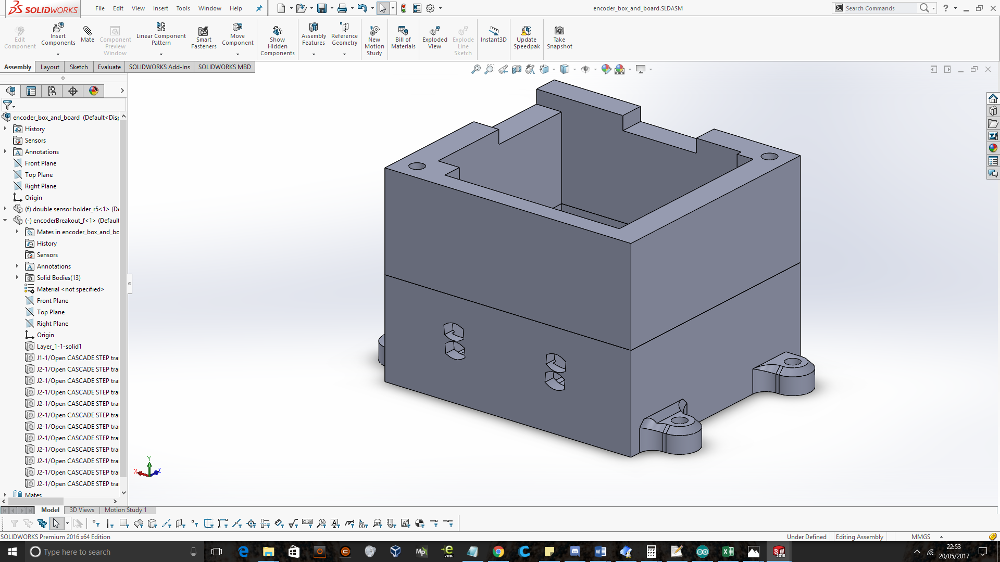 SOLIDWORKS
File Edit View Insert Tools Window Help
encoder_box_and_board.SLDASM
Search Commands
Edit Component
Insert Components
Mate
Component Preview Window
Linear Component Pattern
Smart Fasteners
Move Component
Show Hidden Components
Assembly Features
Reference Geometry
New Motion Study
Bill of Materials
Exploded View
Explode Line Sketch
Instant3D
Update Speedpak
Take Snapshot
Assembly Layout Sketch Evaluate SOLIDWORKS Add-Ins SOLIDWORKS MBD
encoder_box_and_board (Default<Disp
History
Sensors
Annotations
Front Plane
Top Plane
Right Plane
Origin
(f) double sensor holder_r5<1> (De
(-) encoderBreakout_f<1> (Default
Mates in encoder_box_and_bo
History
Sensors
Annotations
Solid Bodies(13)
Material <not specified>
Front Plane
Top Plane
Right Plane
Origin
Layer_1-1-solid1
J1-1/Open CASCADE STEP tra
J2-1/Open CASCADE STEP tra
J2-1/Open CASCADE STEP tra
J2-1/Open CASCADE STEP tra
J2-1/Open CASCADE STEP tra
J2-1/Open CASCADE STEP tra
J2-1/Open CASCADE STEP tra
J2-1/Open CASCADE STEP tra
J2-1/Open CASCADE STEP tra
J2-1/Open CASCADE STEP tra
J2-1/Open CASCADE STEP tra
J2-1/Open CASCADE STEP tra
Mates
Y
X
Z
Model 3D Views Motion Study 1
SOLIDWORKS Premium 2016 x64 Edition
Under Defined Editing Assembly MMGS
Type here to search
22:53
20/05/2017